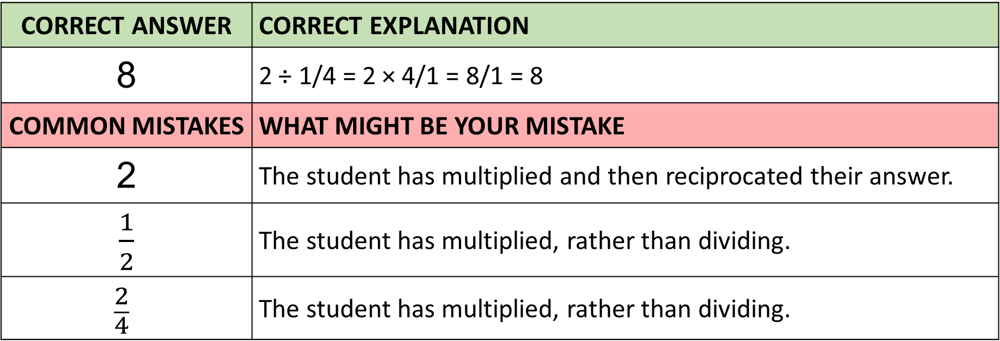 CORRECT ANSWER CORRECT EXPLANATION
8 2 ÷ 1/4 = 2 × 4/1 = 8/1 = 8
COMMON MISTAKES WHAT MIGHT BE YOUR MISTAKE
2 The student has multiplied and then reciprocated their answer.
1/2 The student has multiplied, rather than dividing.
2/4 The student has multiplied, rather than dividing.